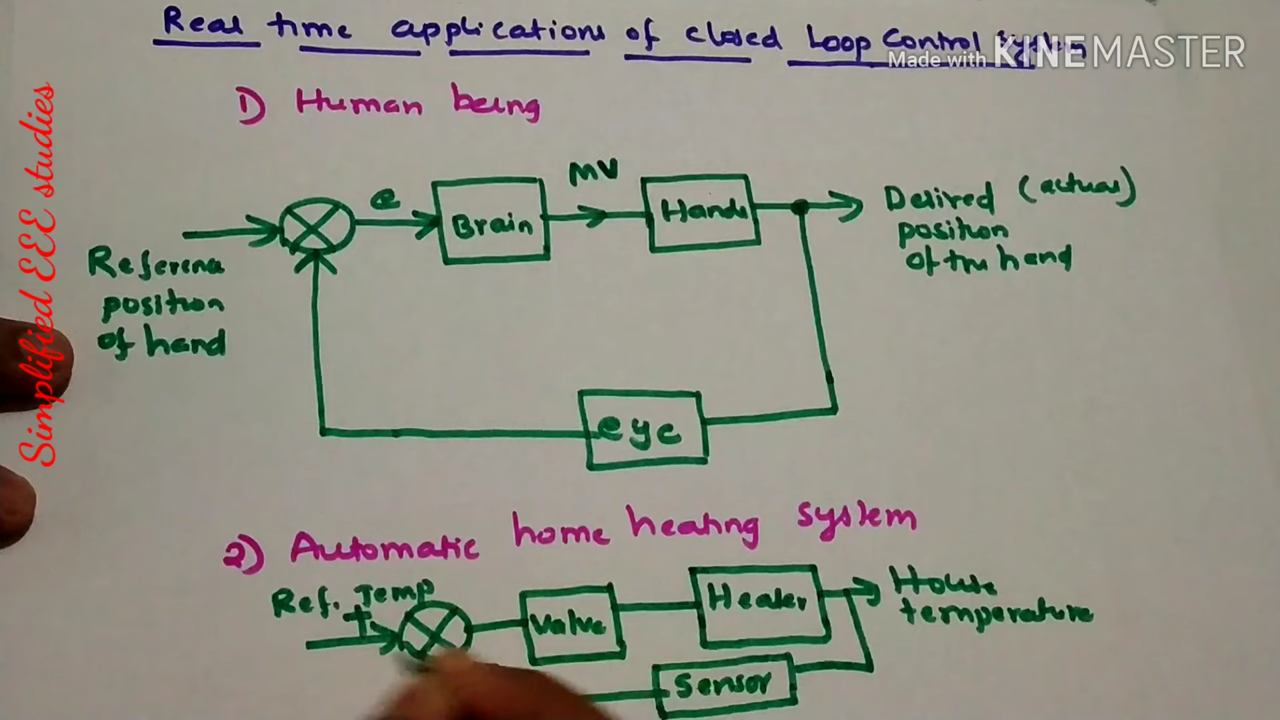 Real time applications of closed Loop Control System
Made with KINEMASTER
Simplified EEE studies
1) Human being
e
Brain
MV
Hands
Desired (actual)
position
of the hand
Reference
position
of hand
eye
2) Automatic home heating system
Ref. Temp
+
Valve
Heater
House
temperature
Sensor